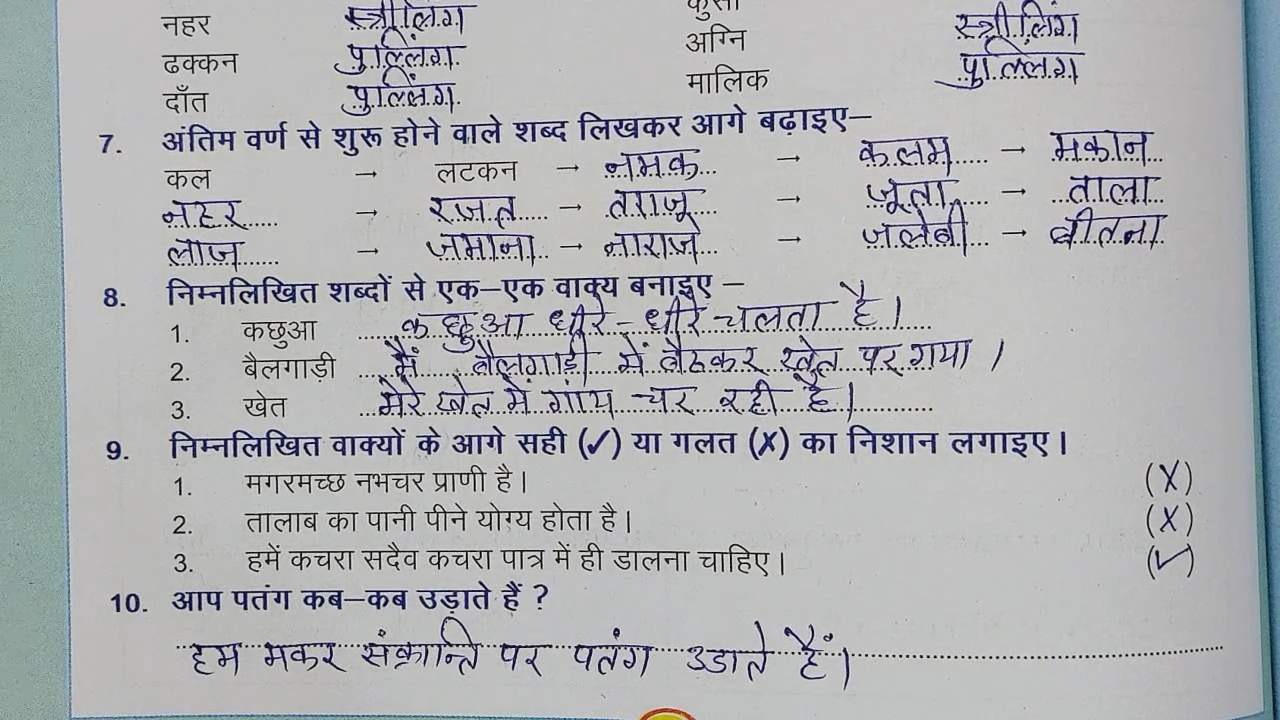 नहर स्त्रीलिंग
ढक्कन पुल्लिंग अग्नि स्त्रीलिंग
दाँत पुल्लिंग. मालिक पुल्लिंग
7. अंतिम वर्ण से शुरू होने वाले शब्द लिखकर आगे बढ़ाइए–
कल → लटकन → नमक → कलम → मकान
नहर → रजत → तराजू → जूता → ताला
लाज → जमाना → नाराज → जलेबी → बीतना
8. निम्नलिखित शब्दों से एक–एक वाक्य बनाइए –
1. कछुआ कछुआ धीरे-धीरे चलता है।
2. बैलगाड़ी मैं बैलगाड़ी में बैठकर खेत पर गया।
3. खेत मेरे खेत में गाय चर रही है।
9. निम्नलिखित वाक्यों के आगे सही (✓) या गलत (X) का निशान लगाइए।
1. मगरमच्छ नभचर प्राणी है। (X)
2. तालाब का पानी पीने योग्य होता है। (X)
3. हमें कचरा सदैव कचरा पात्र में ही डालना चाहिए। (✓)
10. आप पतंग कब–कब उड़ाते हैं ?
हम मकर संक्रान्ति पर पतंग उडाते हैं।